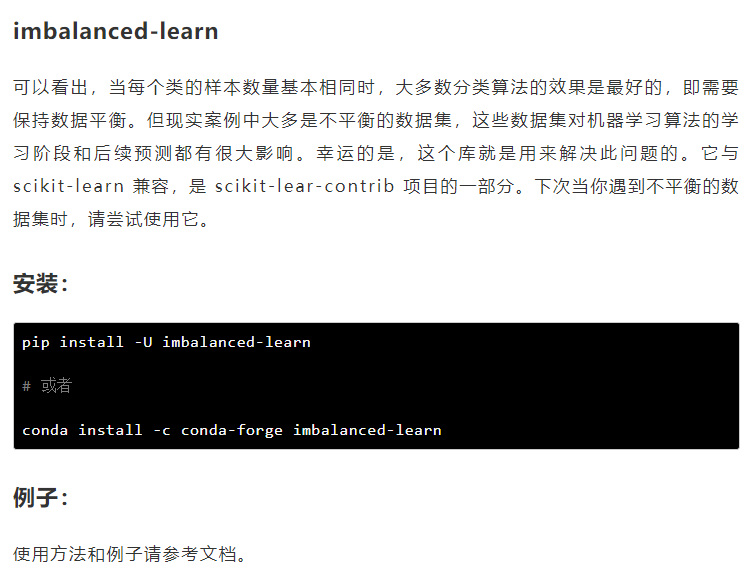 imbalanced-learn
可以看出，当每个类的样本数量基本相同时，大多数分类算法的效果是最好的，即需要
保持数据平衡。但现实案例中大多是不平衡的数据集，这些数据集对机器学习算法的学
习阶段和后续预测都有很大影响。幸运的是，这个库就是用来解决此问题的。它与
scikit-learn 兼容，是 scikit-lear-contrib 项目的一部分。下次当你遇到不平衡的数
据集时，请尝试使用它。
安装：
pip install -U imbalanced-learn
# 或者
conda install -c conda-forge imbalanced-learn
例子：
使用方法和例子请参考文档。